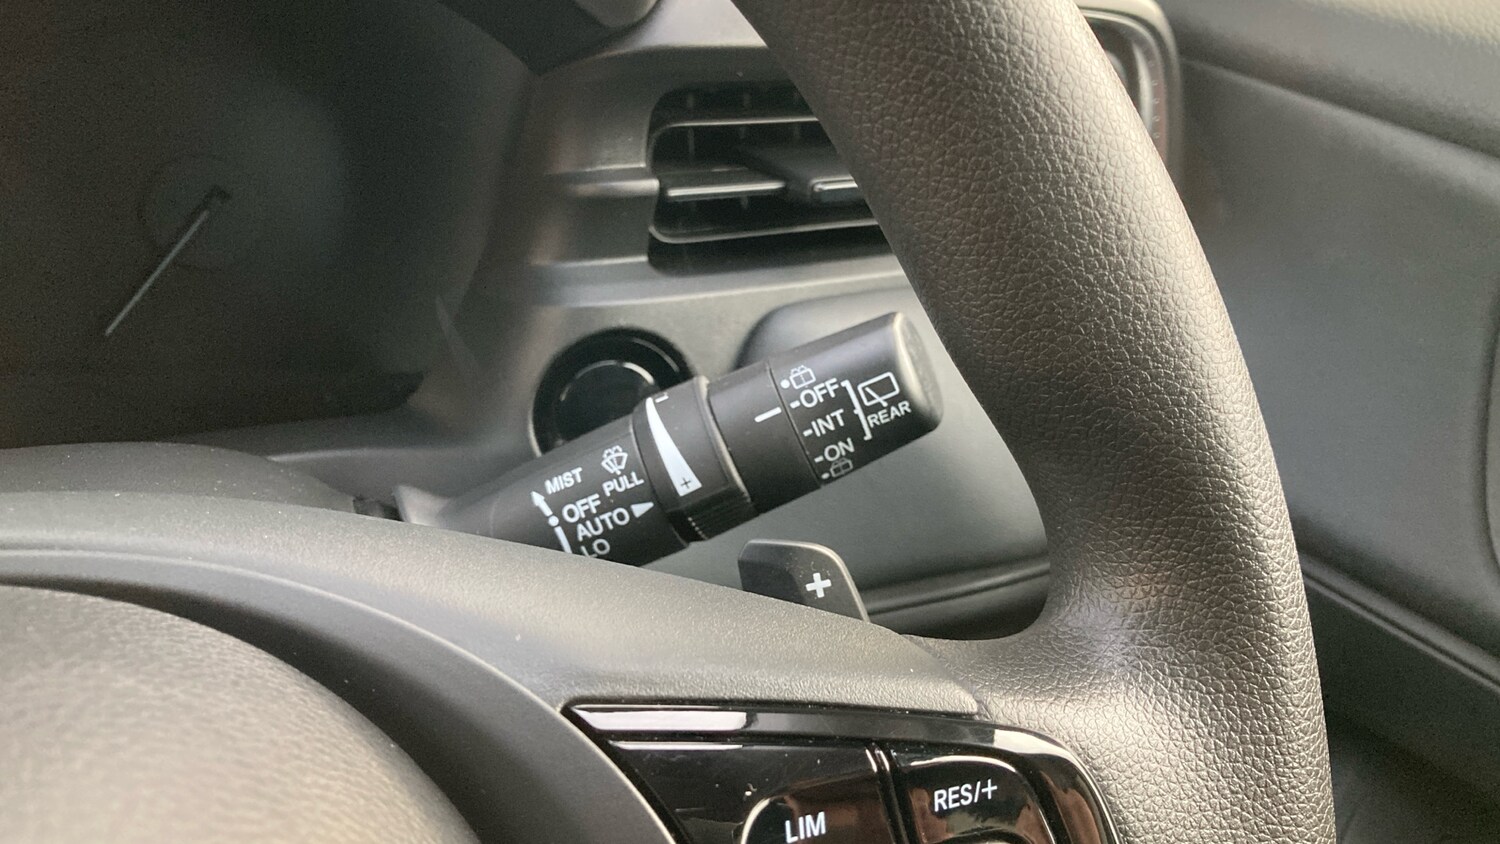 -OFF
-INT
-ON
REAR
MIST
PULL
OFF
AUTO
LO
+
+
LIM
RES/+